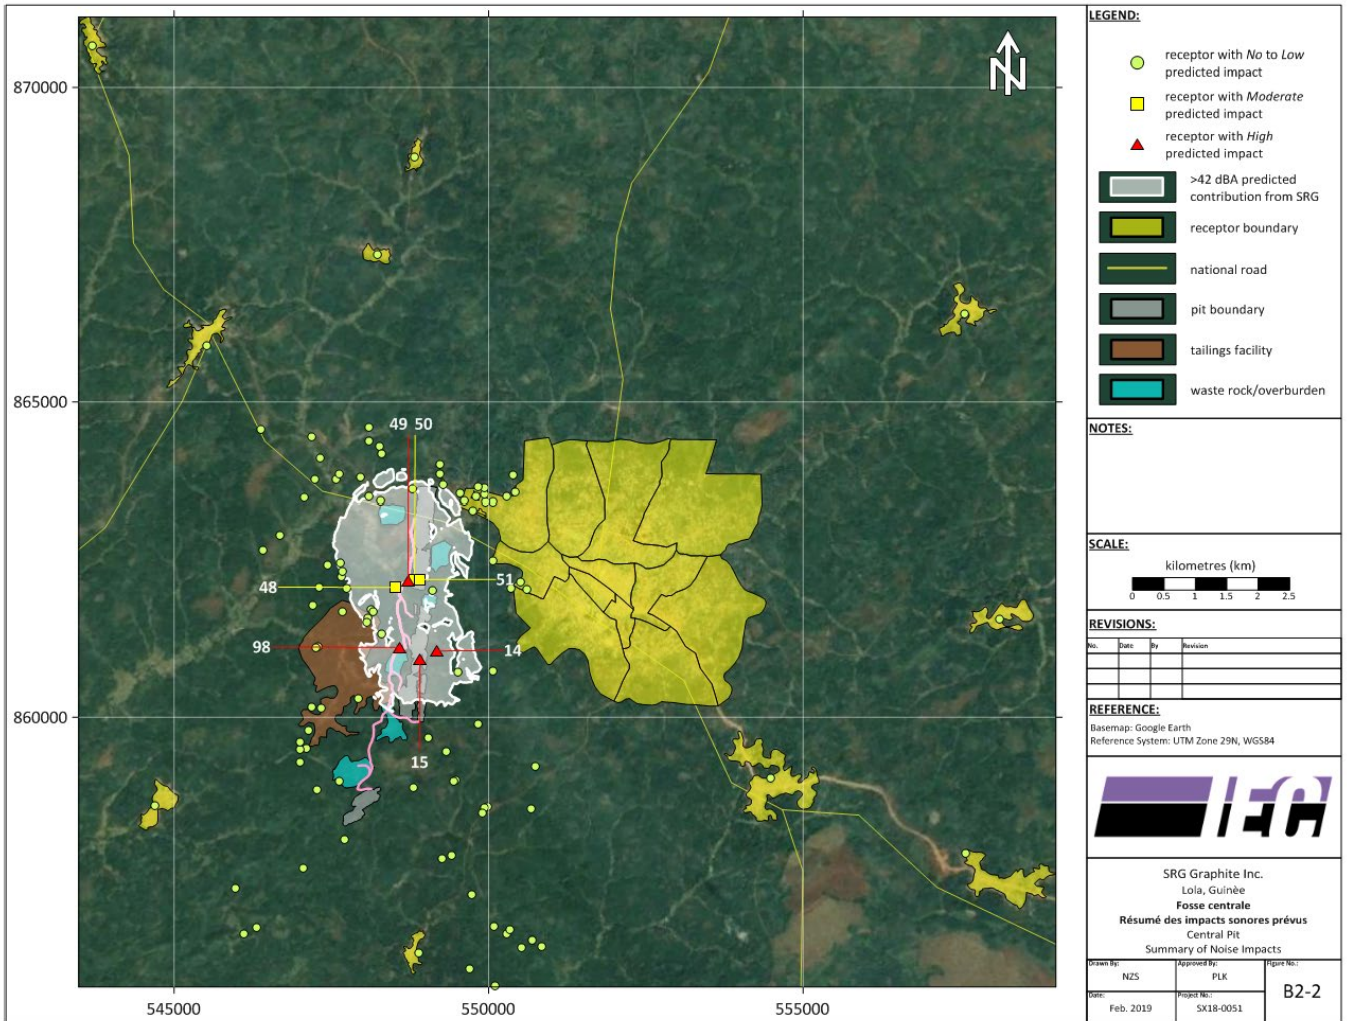 870000
865000
860000
545000
550000
555000
N
49 50
48
51
98
14
15
LEGEND:
receptor with No to Low
predicted impact
receptor with Moderate
predicted impact
receptor with High
predicted impact
>42 dBA predicted
contribution from SRG
receptor boundary
national road
pit boundary
tailings facility
waste rock/overburden
NOTES:
SCALE:
kilometres (km)
0 0.5 1 1.5 2 2.5
REVISIONS:
No. Date By Revision
REFERENCE:
Basemap: Google Earth
Reference System: UTM Zone 29N, WGS84
SRG Graphite Inc.
Lola, Guinèe
Fosse centrale
Résumé des impacts sonores prévus
Central Pit
Summary of Noise Impacts
Drawn By: Approved By: Figure No.:
NZS PLK B2-2
Date: Project No.:
Feb. 2019 SX18-0051